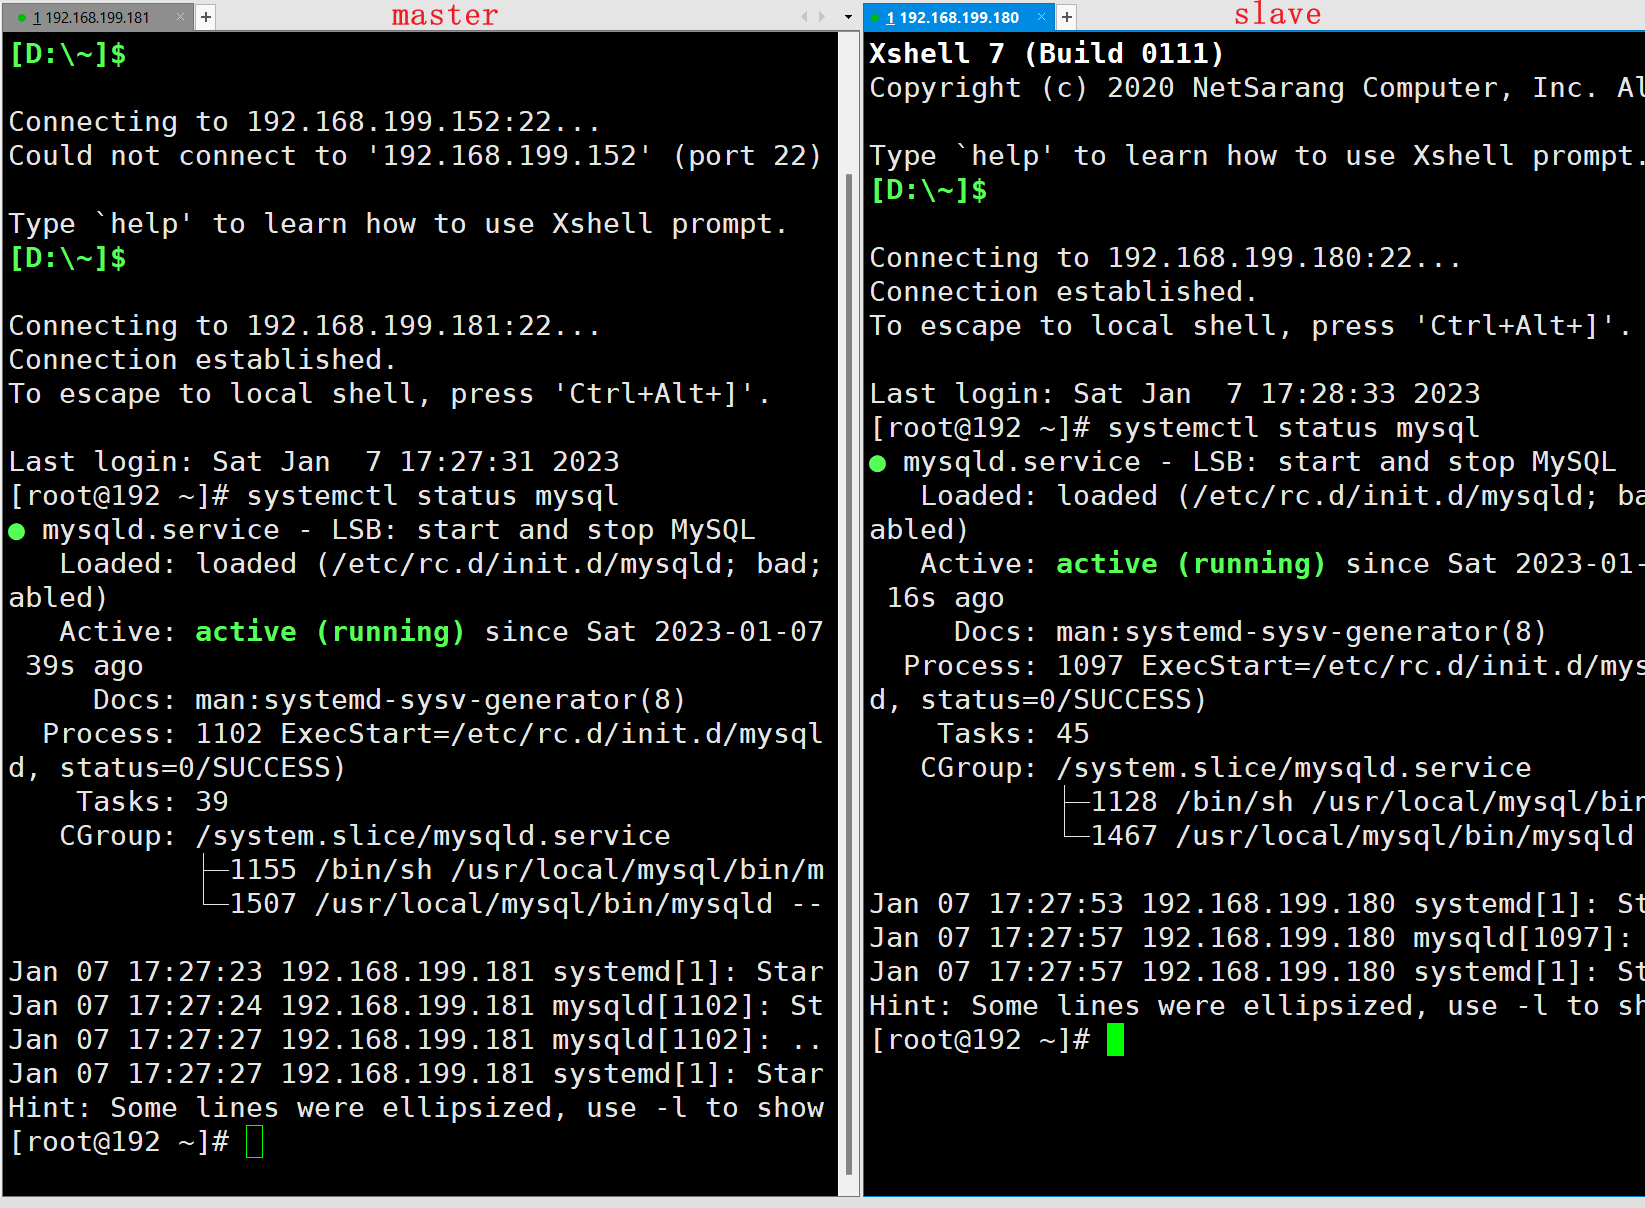 1 192.168.199.181 × +
master
[D:\~]$
Connecting to 192.168.199.152:22...
Could not connect to '192.168.199.152' (port 22)
Type `help' to learn how to use Xshell prompt.
[D:\~]$
Connecting to 192.168.199.181:22...
Connection established.
To escape to local shell, press 'Ctrl+Alt+]'.
Last login: Sat Jan  7 17:27:31 2023
[root@192 ~]# systemctl status mysql
● mysqld.service - LSB: start and stop MySQL
   Loaded: loaded (/etc/rc.d/init.d/mysqld; bad;
abled)
   Active: active (running) since Sat 2023-01-07
 39s ago
     Docs: man:systemd-sysv-generator(8)
  Process: 1102 ExecStart=/etc/rc.d/init.d/mysql
d, status=0/SUCCESS)
    Tasks: 39
   CGroup: /system.slice/mysqld.service
           ├─1155 /bin/sh /usr/local/mysql/bin/m
           └─1507 /usr/local/mysql/bin/mysqld --
Jan 07 17:27:23 192.168.199.181 systemd[1]: Star
Jan 07 17:27:24 192.168.199.181 mysqld[1102]: St
Jan 07 17:27:27 192.168.199.181 mysqld[1102]: ..
Jan 07 17:27:27 192.168.199.181 systemd[1]: Star
Hint: Some lines were ellipsized, use -l to show
[root@192 ~]#
1 192.168.199.180 × +
slave
Xshell 7 (Build 0111)
Copyright (c) 2020 NetSarang Computer, Inc. Al
Type `help' to learn how to use Xshell prompt.
[D:\~]$
Connecting to 192.168.199.180:22...
Connection established.
To escape to local shell, press 'Ctrl+Alt+]'.
Last login: Sat Jan  7 17:28:33 2023
[root@192 ~]# systemctl status mysql
● mysqld.service - LSB: start and stop MySQL
   Loaded: loaded (/etc/rc.d/init.d/mysqld; ba
abled)
   Active: active (running) since Sat 2023-01-
 16s ago
     Docs: man:systemd-sysv-generator(8)
  Process: 1097 ExecStart=/etc/rc.d/init.d/mys
d, status=0/SUCCESS)
    Tasks: 45
   CGroup: /system.slice/mysqld.service
           ├─1128 /bin/sh /usr/local/mysql/bin
           └─1467 /usr/local/mysql/bin/mysqld
Jan 07 17:27:53 192.168.199.180 systemd[1]: St
Jan 07 17:27:57 192.168.199.180 mysqld[1097]:
Jan 07 17:27:57 192.168.199.180 systemd[1]: St
Hint: Some lines were ellipsized, use -l to sh
[root@192 ~]#